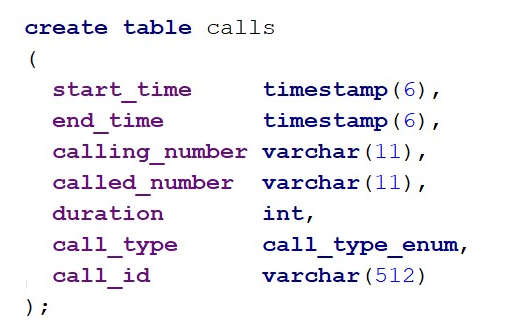 create table calls
(
  start_time     timestamp(6),
  end_time       timestamp(6),
  calling_number varchar(11),
  called_number  varchar(11),
  duration       int,
  call_type      call_type_enum,
  call_id        varchar(512)
);